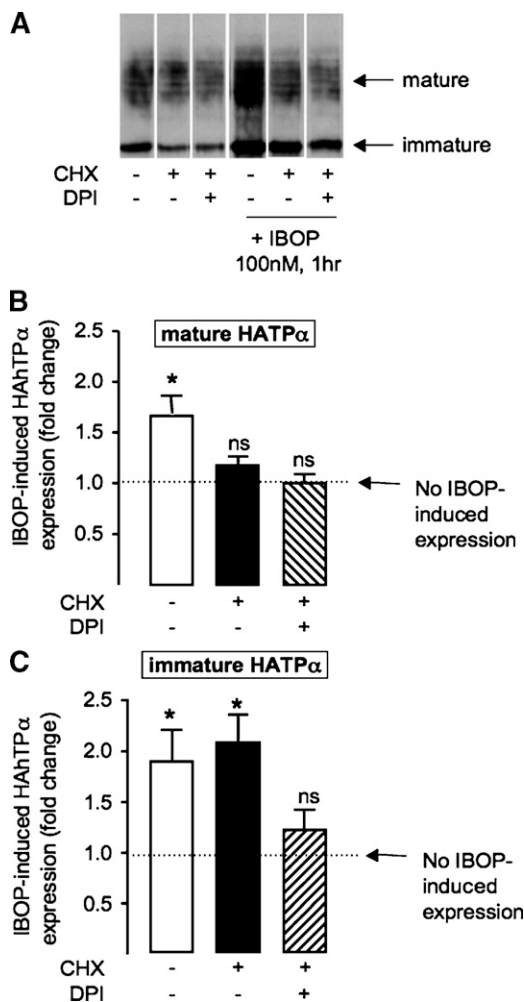 A
mature
immature
CHX - + + - + +
DPI - - + - - +
+ IBOP
100nM, 1hr
B
mature HATPα
IBOP-induced HAhTPα
expression (fold change)
2.5
2.0
1.5
1.0
0.5
*
ns
ns
No IBOP-
induced
expression
CHX - + +
DPI - - +
C
immature HATPα
IBOP-induced HAhTPα
expression (fold change)
2.5
2.0
1.5
1.0
0.5
*
*
ns
No IBOP-
induced
expression
CHX - + +
DPI - - +